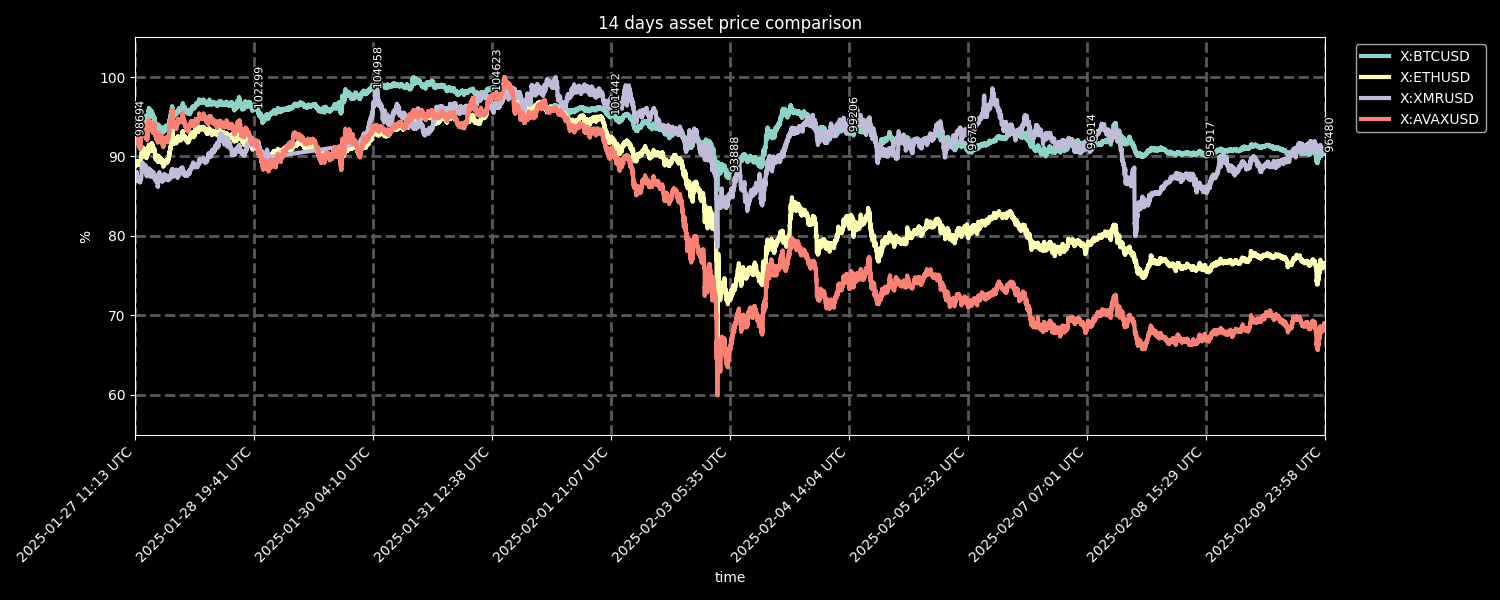 14 days asset price comparison
X:BTCUSD
X:ETHUSD
X:XMRUSD
X:AVAXUSD
%
100
90
80
70
60
98694
102299
104958
104623
101442
93888
99206
96759
96914
95917
96480
2025-01-27 11:13 UTC
2025-01-28 19:41 UTC
2025-01-30 04:10 UTC
2025-01-31 12:38 UTC
2025-02-01 21:07 UTC
2025-02-03 05:35 UTC
2025-02-04 14:04 UTC
2025-02-05 22:32 UTC
2025-02-07 07:01 UTC
2025-02-08 15:29 UTC
2025-02-09 23:58 UTC
time